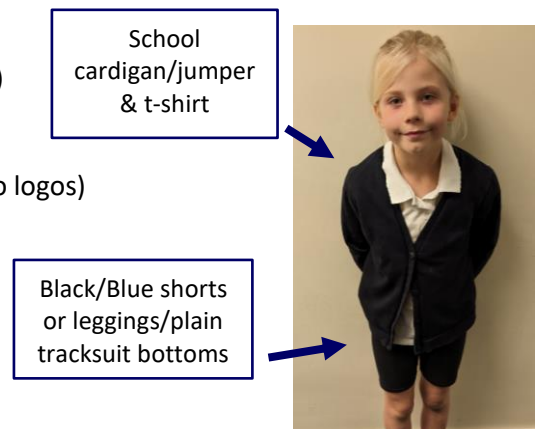 School
cardigan/jumper
& t-shirt
)
logos)
Black/Blue shorts
or leggings/plain
tracksuit bottoms